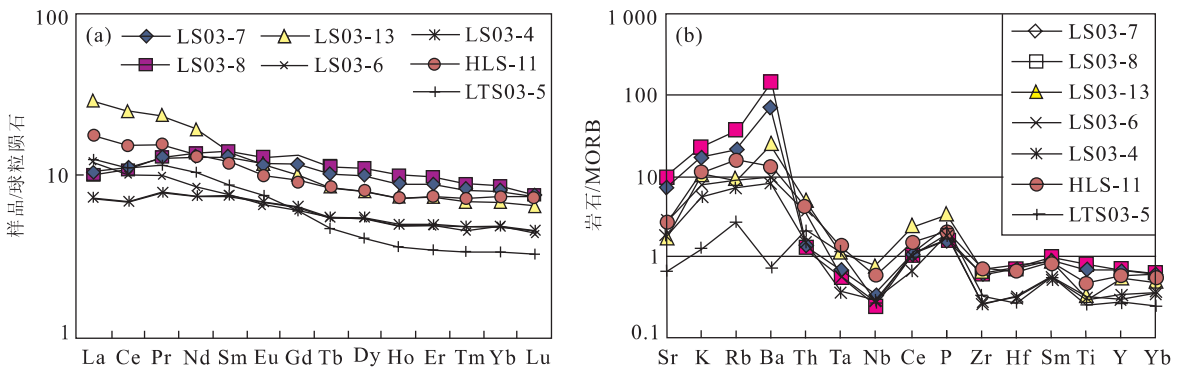 100
10
1
样品/球粒陨石
(a)
LS03-7
LS03-13
LS03-4
LS03-8
LS03-6
HLS-11
LTS03-5
La Ce Pr Nd Sm Eu Gd Tb Dy Ho Er Tm Yb Lu
1 000
100
10
1
0.1
岩石/MORB
(b)
LS03-7
LS03-8
LS03-13
LS03-6
LS03-4
HLS-11
LTS03-5
Sr K Rb Ba Th Ta Nb Ce P Zr Hf Sm Ti Y Yb